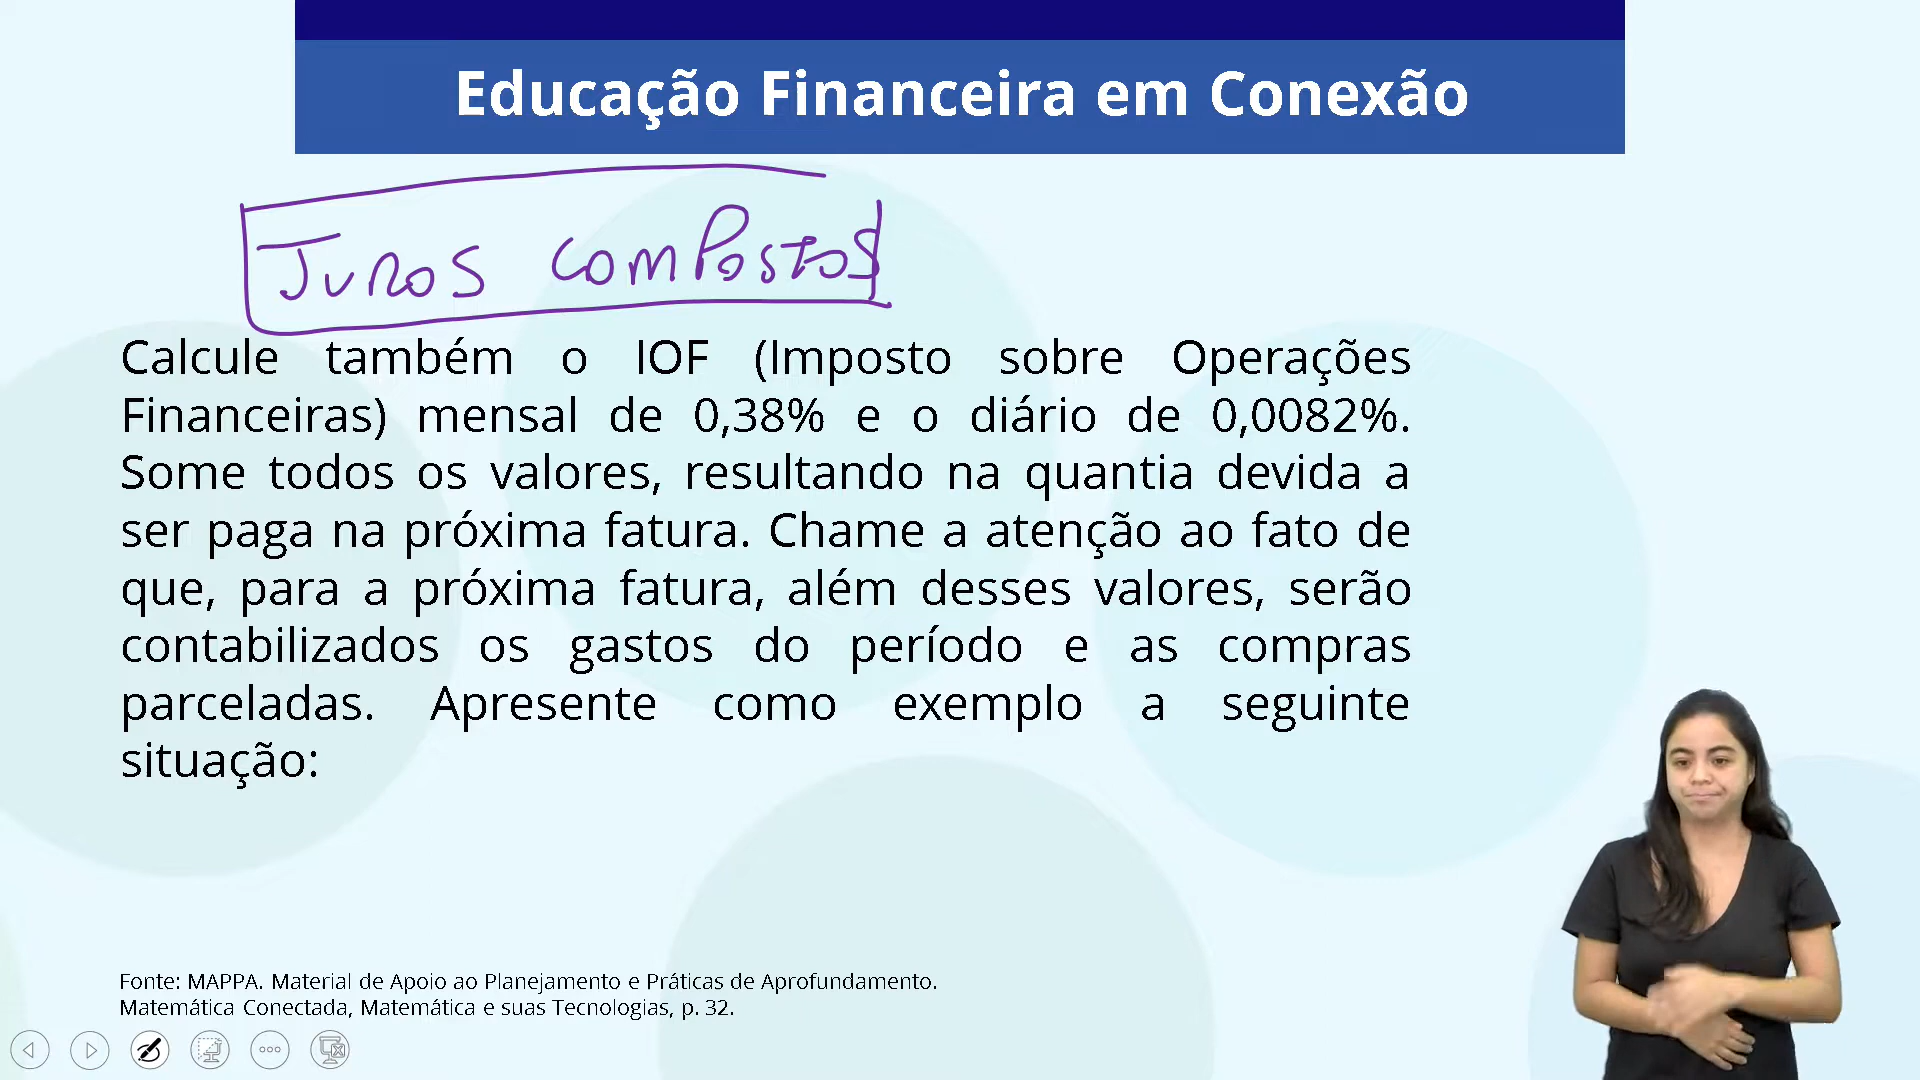 Educação Financeira em Conexão
JUROS COMPOSTOS
Calcule também o IOF (Imposto sobre Operações
Financeiras) mensal de 0,38% e o diário de 0,0082%.
Some todos os valores, resultando na quantia devida a
ser paga na próxima fatura. Chame a atenção ao fato de
que, para a próxima fatura, além desses valores, serão
contabilizados os gastos do período e as compras
parceladas. Apresente como exemplo a seguinte
situação:
Fonte: MAPPA. Material de Apoio ao Planejamento e Práticas de Aprofundamento.
Matemática Conectada, Matemática e suas Tecnologias, p. 32.